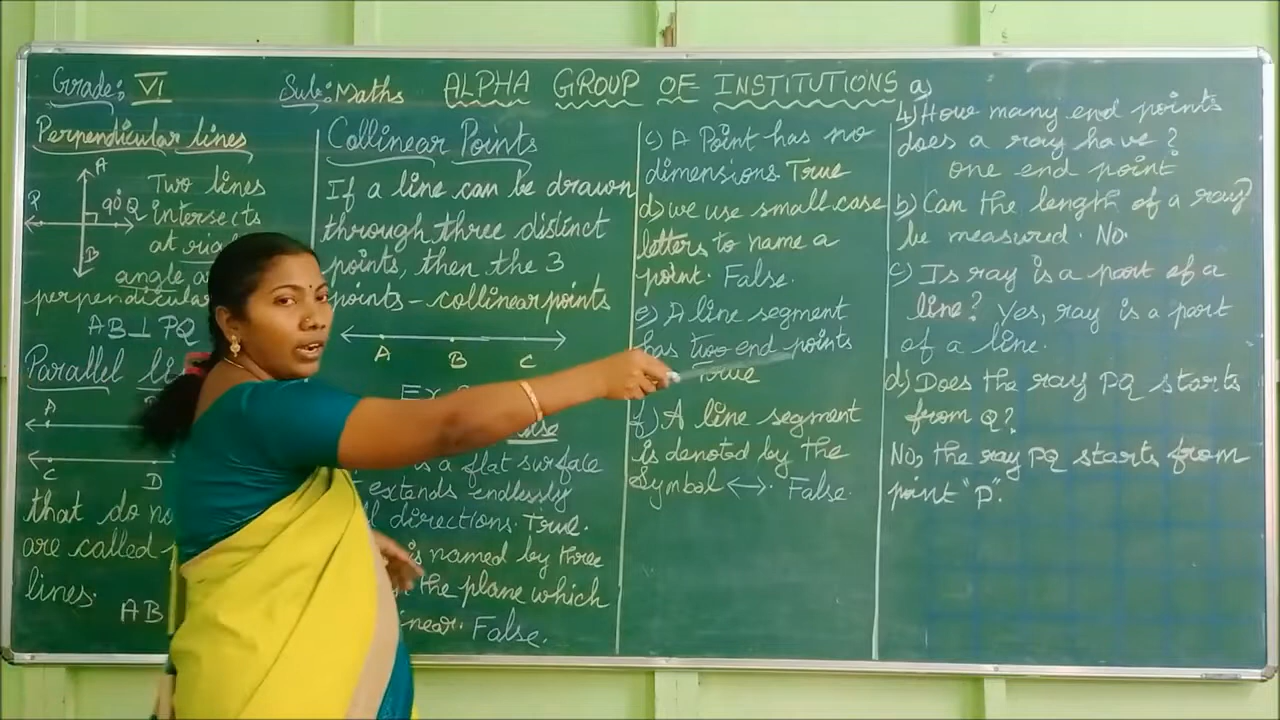 Grade: VI Sub: Maths ALPHA GROUP OF INSTITUTIONS
Perpendicular lines
A
P 90° Q
B
Two lines
intersects
at
angle
perpendicular
AB ⊥ PQ
Parallel
A
C D
that do
are called
lines.
AB
Collinear Points
If a line can be drawn
through three distinct
points, then the 3
points - collinear points
A B C
is a flat surface
extends endlessly
directions. True.
is named by three
the plane which
False.
c) A Point has no
dimensions True
d) we use small case
letters to name a
point. False.
e) A line segment
has two end points
True
f) A line segment
is denoted by the
Symbol ↔. False.
a)
4) How many end points
does a ray have?
one end point
b) Can the length of a ray?
be measured. No.
c) Is ray is a part of a
line? Yes, ray is a part
of a line.
d) Does the ray PQ starts
from Q?
No, the ray PQ starts from
point "P".